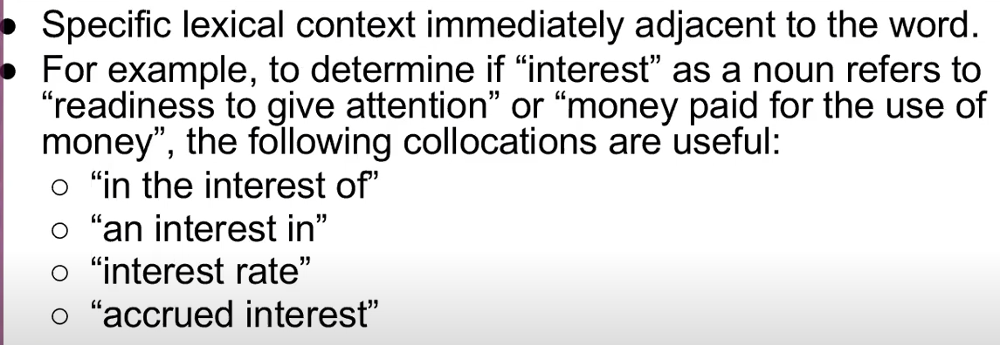 • Specific lexical context immediately adjacent to the word.
• For example, to determine if “interest” as a noun refers to
“readiness to give attention” or “money paid for the use of
money”, the following collocations are useful:
○ “in the interest of”
○ “an interest in”
○ “interest rate”
○ “accrued interest”